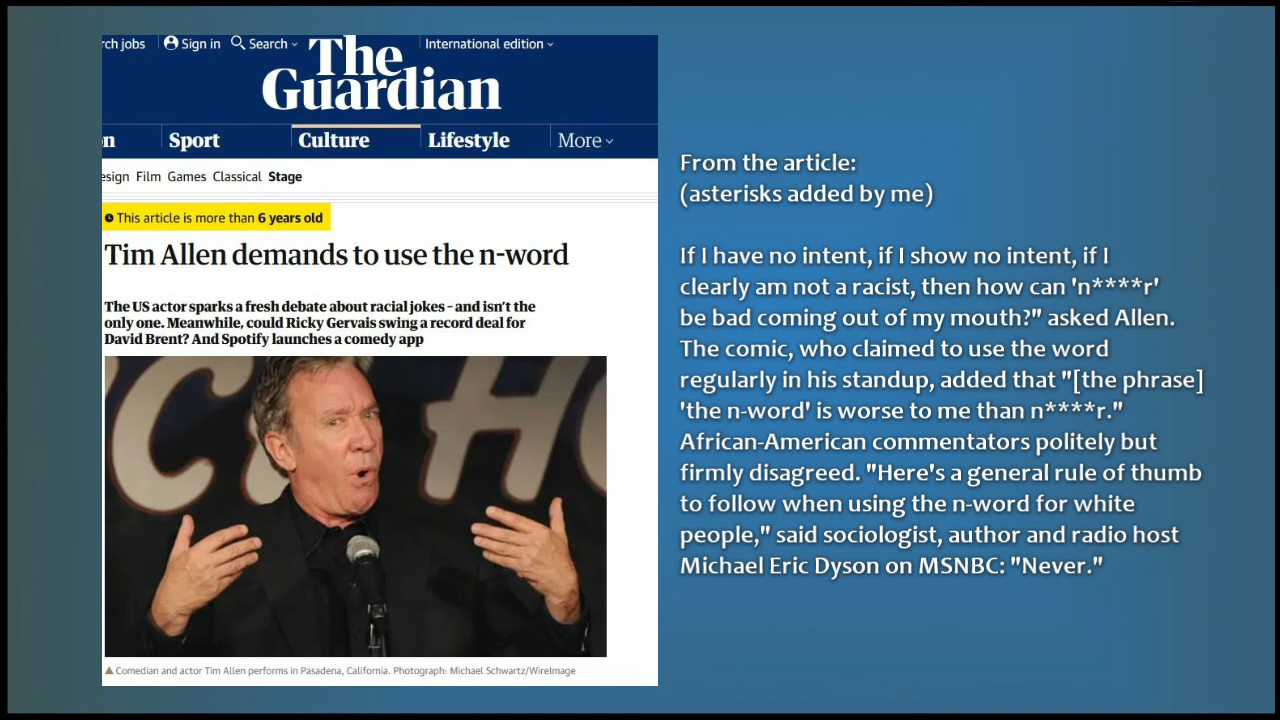 rch jobs Sign in Search International edition
The
Guardian
n Sport Culture Lifestyle More
esign Film Games Classical Stage
This article is more than 6 years old
Tim Allen demands to use the n-word
The US actor sparks a fresh debate about racial jokes – and isn't the
only one. Meanwhile, could Ricky Gervais swing a record deal for
David Brent? And Spotify launches a comedy app
C H
Comedian and actor Tim Allen performs in Pasadena, California. Photograph: Michael Schwartz/WireImage
From the article:
(asterisks added by me)
If I have no intent, if I show no intent, if I
clearly am not a racist, then how can 'n****r'
be bad coming out of my mouth?" asked Allen.
The comic, who claimed to use the word
regularly in his standup, added that "[the phrase]
'the n-word' is worse to me than n****r."
African-American commentators politely but
firmly disagreed. "Here's a general rule of thumb
to follow when using the n-word for white
people," said sociologist, author and radio host
Michael Eric Dyson on MSNBC: "Never."